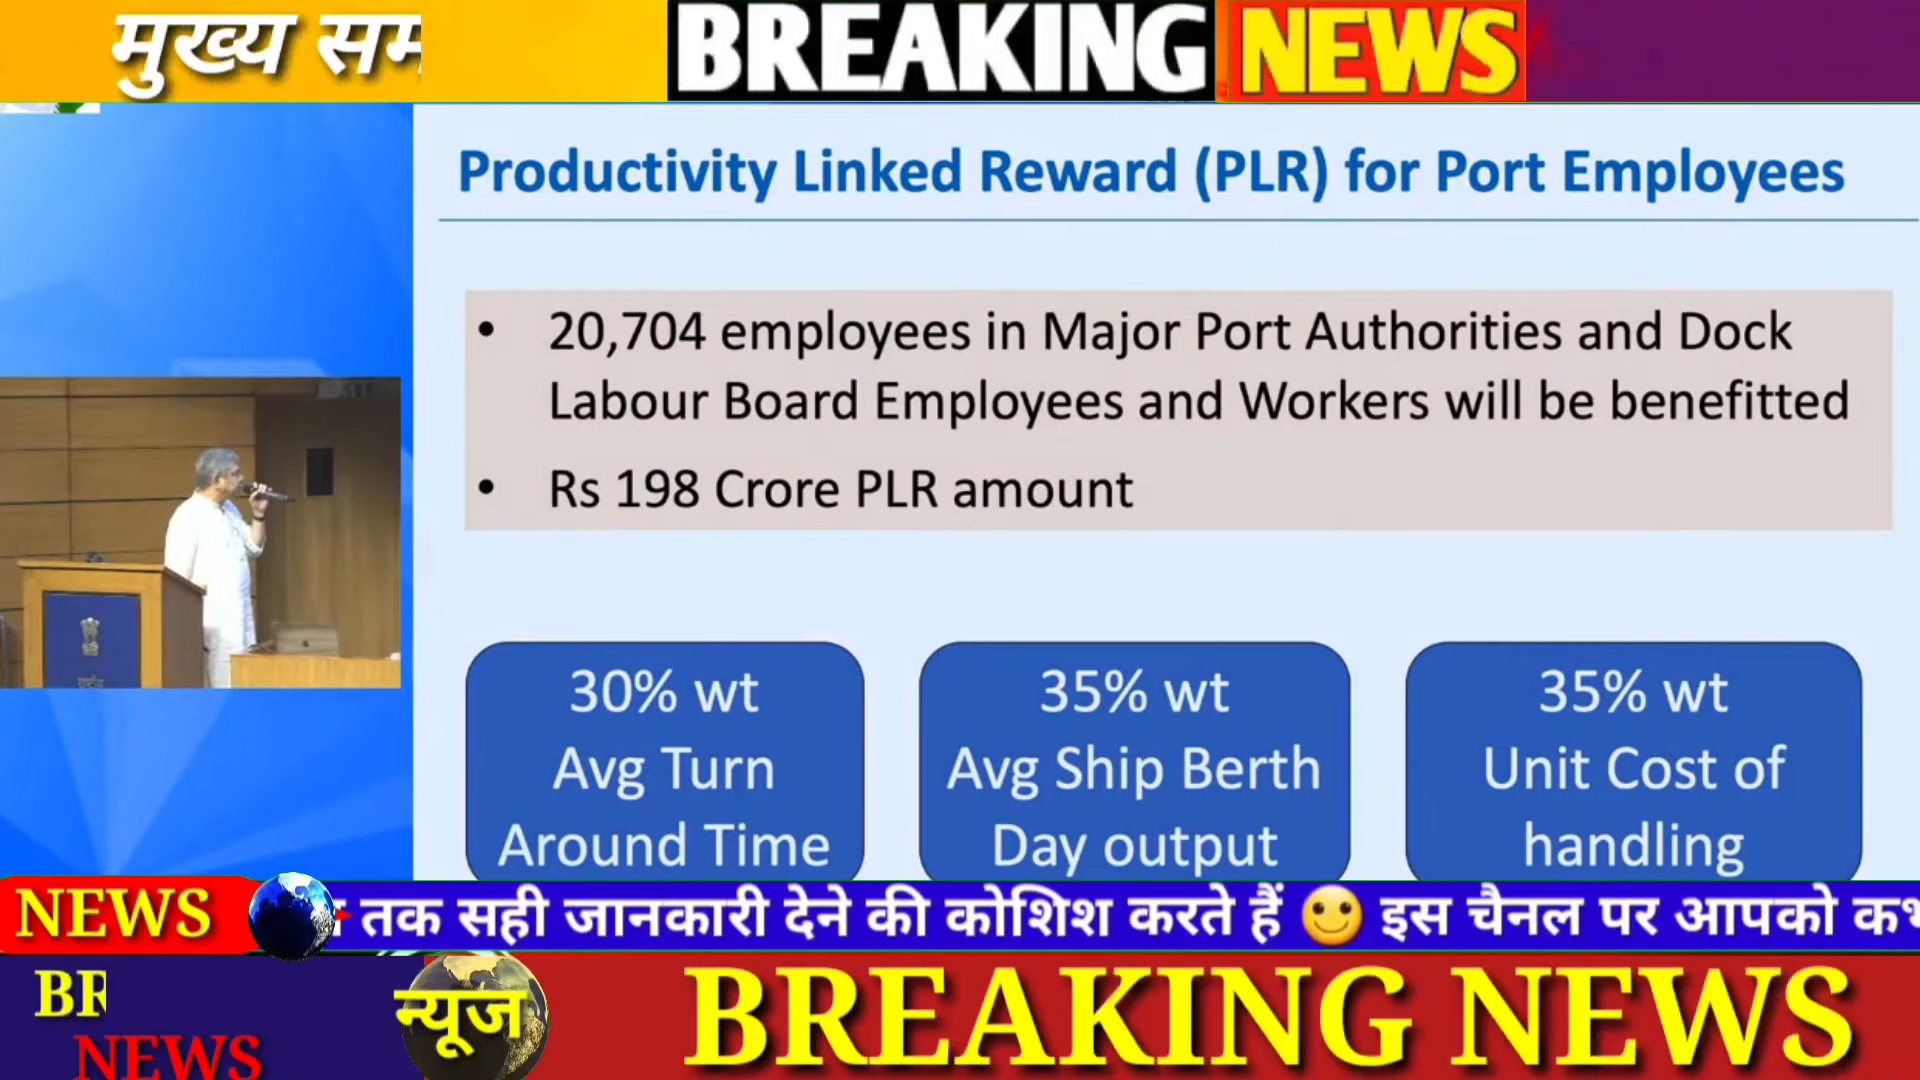 मुख्य सम
BREAKING NEWS
Productivity Linked Reward (PLR) for Port Employees
• 20,704 employees in Major Port Authorities and Dock
Labour Board Employees and Workers will be benefitted
• Rs 198 Crore PLR amount
30% wt
Avg Turn
Around Time
35% wt
Avg Ship Berth
Day output
35% wt
Unit Cost of
handling
NEWS
तक सही जानकारी देने की कोशिश करते हैं 🙂 इस चैनल पर आपको
BR
NEWS
न्यूज
BREAKING NEWS